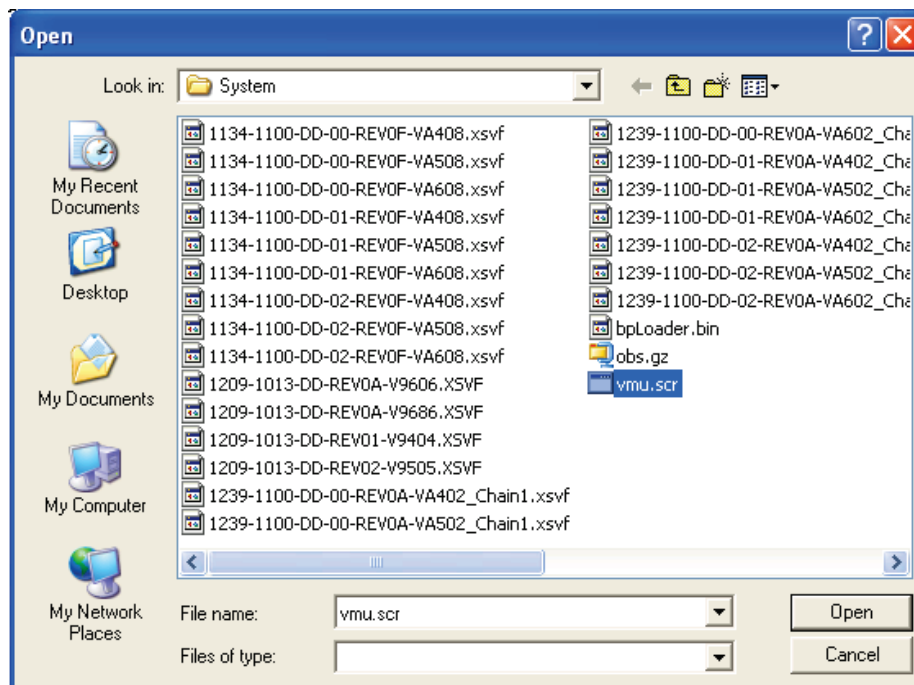 Open
Look in:
System
My Recent
Documents
Desktop
My Documents
My Computer
My Network
Places
1134-1100-DD-00-REV0F-VA408.xsvf
1134-1100-DD-00-REV0F-VA508.xsvf
1134-1100-DD-00-REV0F-VA608.xsvf
1134-1100-DD-01-REV0F-VA408.xsvf
1134-1100-DD-01-REV0F-VA508.xsvf
1134-1100-DD-01-REV0F-VA608.xsvf
1134-1100-DD-02-REV0F-VA408.xsvf
1134-1100-DD-02-REV0F-VA508.xsvf
1134-1100-DD-02-REV0F-VA608.xsvf
1209-1013-DD-REV0A-V9606.XSVF
1209-1013-DD-REV0A-V9686.XSVF
1209-1013-DD-REV01-V9404.XSVF
1209-1013-DD-REV02-V9505.XSVF
1239-1100-DD-00-REV0A-VA402_Chain1.xsvf
1239-1100-DD-00-REV0A-VA502_Chain1.xsvf
1239-1100-DD-00-REV0A-VA602_Cha
1239-1100-DD-01-REV0A-VA402_Cha
1239-1100-DD-01-REV0A-VA502_Cha
1239-1100-DD-01-REV0A-VA602_Cha
1239-1100-DD-02-REV0A-VA402_Cha
1239-1100-DD-02-REV0A-VA502_Cha
1239-1100-DD-02-REV0A-VA602_Cha
bpLoader.bin
obs.gz
vmu.scr
File name:
vmu.scr
Open
Files of type:
Cancel